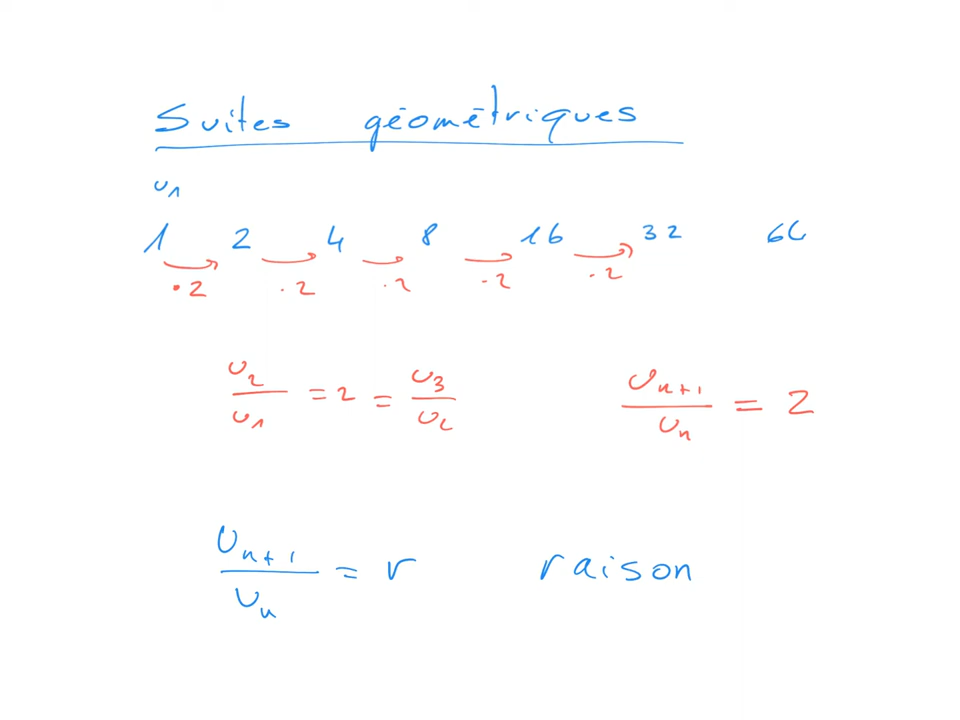 Suites géométriques
u₁
1 2 4 8 16 32 64
·2 ·2 ·2 ·2 ·2
u₂/u₁ = 2 = u₃/u₂ uₙ₊₁/uₙ = 2
uₙ₊₁/uₙ = r raison